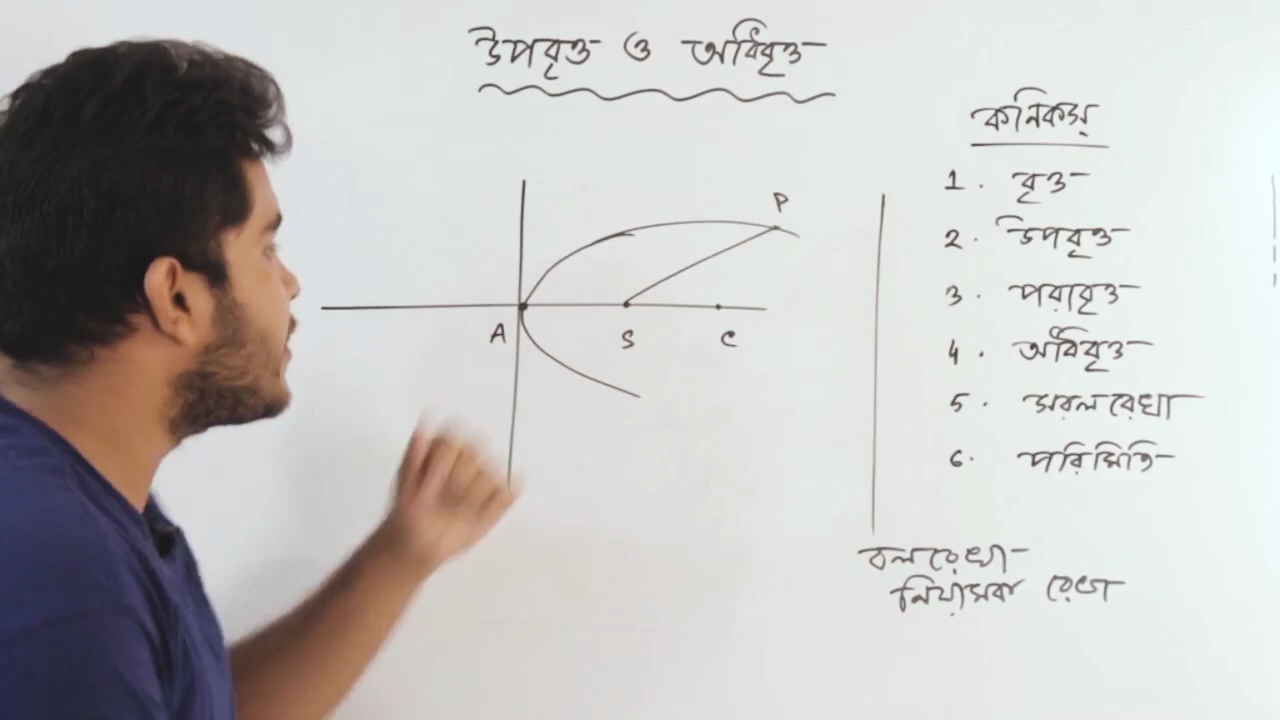 উপবৃত্ত ও অধিবৃত্ত
কনিকস্
1. বৃত্ত
2. উপবৃত্ত
3. পরাবৃত্ত
4. অধিবৃত্ত
5. সরলরেখা
6. পরিমিতি
P
A S C
বলরেখা
নিয়ামক রেখা